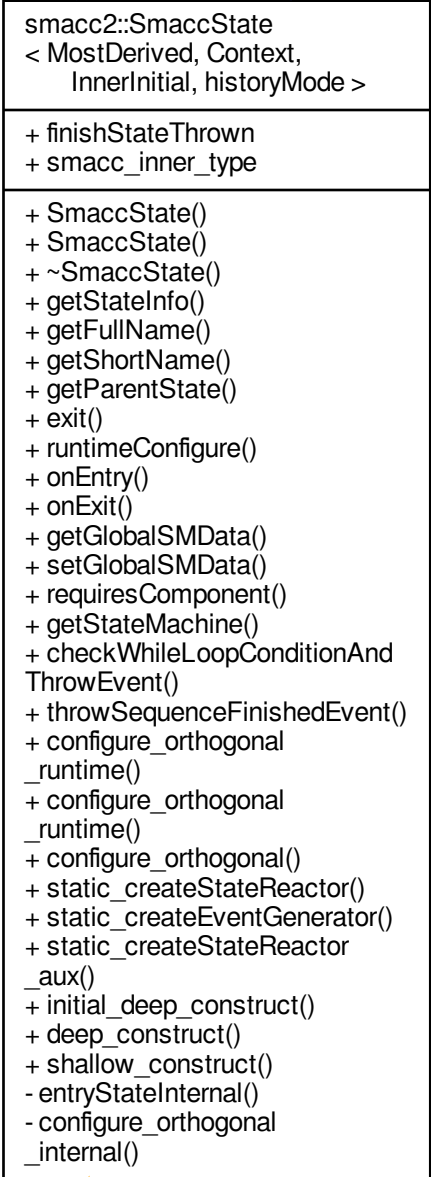 smacc2::SmaccState
< MostDerived, Context,
InnerInitial, historyMode >
+ finishStateThrown
+ smacc_inner_type
+ SmaccState()
+ SmaccState()
+ ~SmaccState()
+ getStateInfo()
+ getFullName()
+ getShortName()
+ getParentState()
+ exit()
+ runtimeConfigure()
+ onEntry()
+ onExit()
+ getGlobalSMData()
+ setGlobalSMData()
+ requiresComponent()
+ getStateMachine()
+ checkWhileLoopConditionAnd
ThrowEvent()
+ throwSequenceFinishedEvent()
+ configure_orthogonal
_runtime()
+ configure_orthogonal
_runtime()
+ configure_orthogonal()
+ static_createStateReactor()
+ static_createEventGenerator()
+ static_createStateReactor
_aux()
+ initial_deep_construct()
+ deep_construct()
+ shallow_construct()
- entryStateInternal()
- configure_orthogonal
_internal()